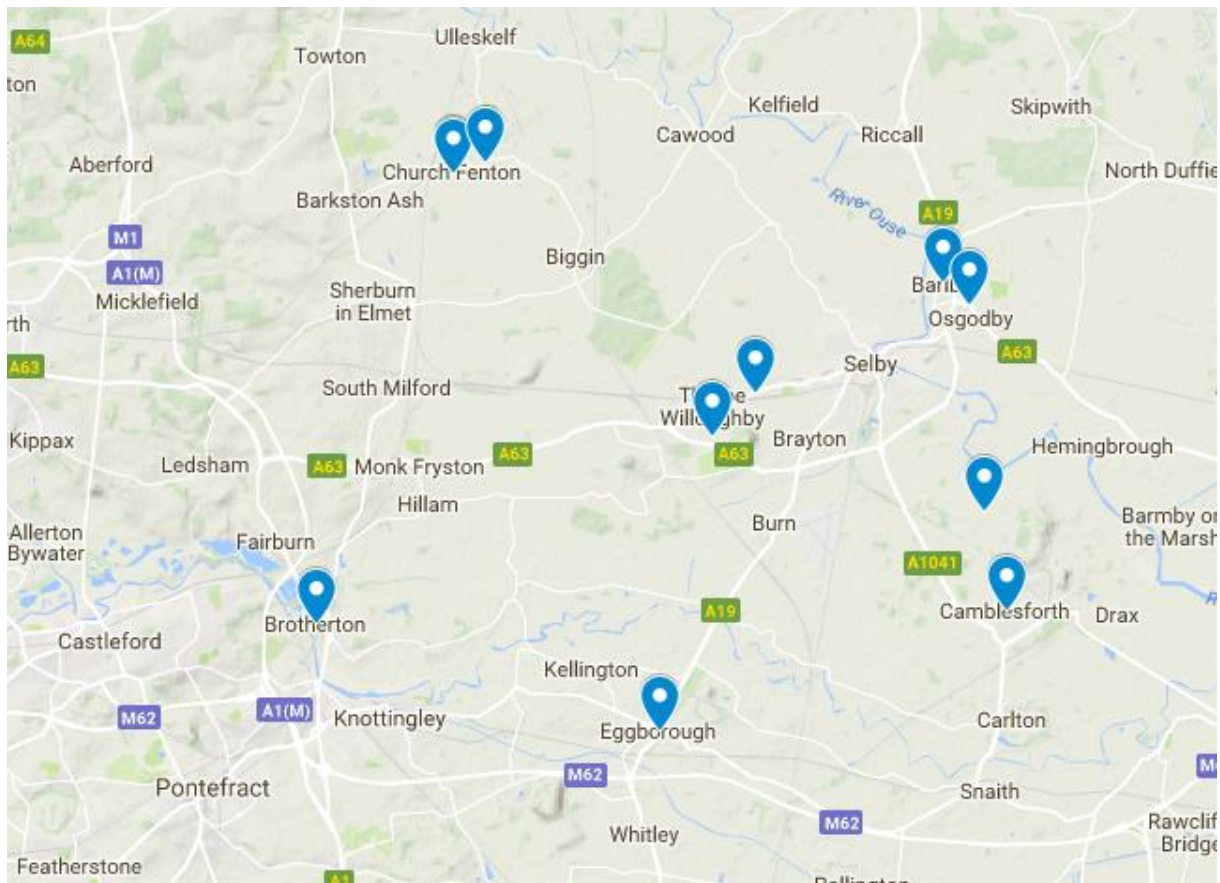 A64
Ulleskelf
Towton
ton
Kelfield
Skipwith
Cawood
Riccall
Aberford
Church Fenton
North Duffie
Barkston Ash
River Ouse
A19
M1
A1(M)
Biggin
Micklefield
Sherburn
in Elmet
Osgodby
rth
A63
A63
Selby
South Milford
Willoughby
Brayton
Kippax
Ledsham
A63
Monk Fryston
A63
A63
Hemingbrough
Hillam
Allerton
Bywater
Fairburn
Burn
Barmby on
the Marsh
A1041
Camblesforth
Drax
A19
Brotherton
Castleford
Kellington
M62
A1(M)
Knottingley
Eggborough
Carlton
M62
Pontefract
Snaith
Whitley
M62
Rawcliff
Bridge
Featherstone
A1